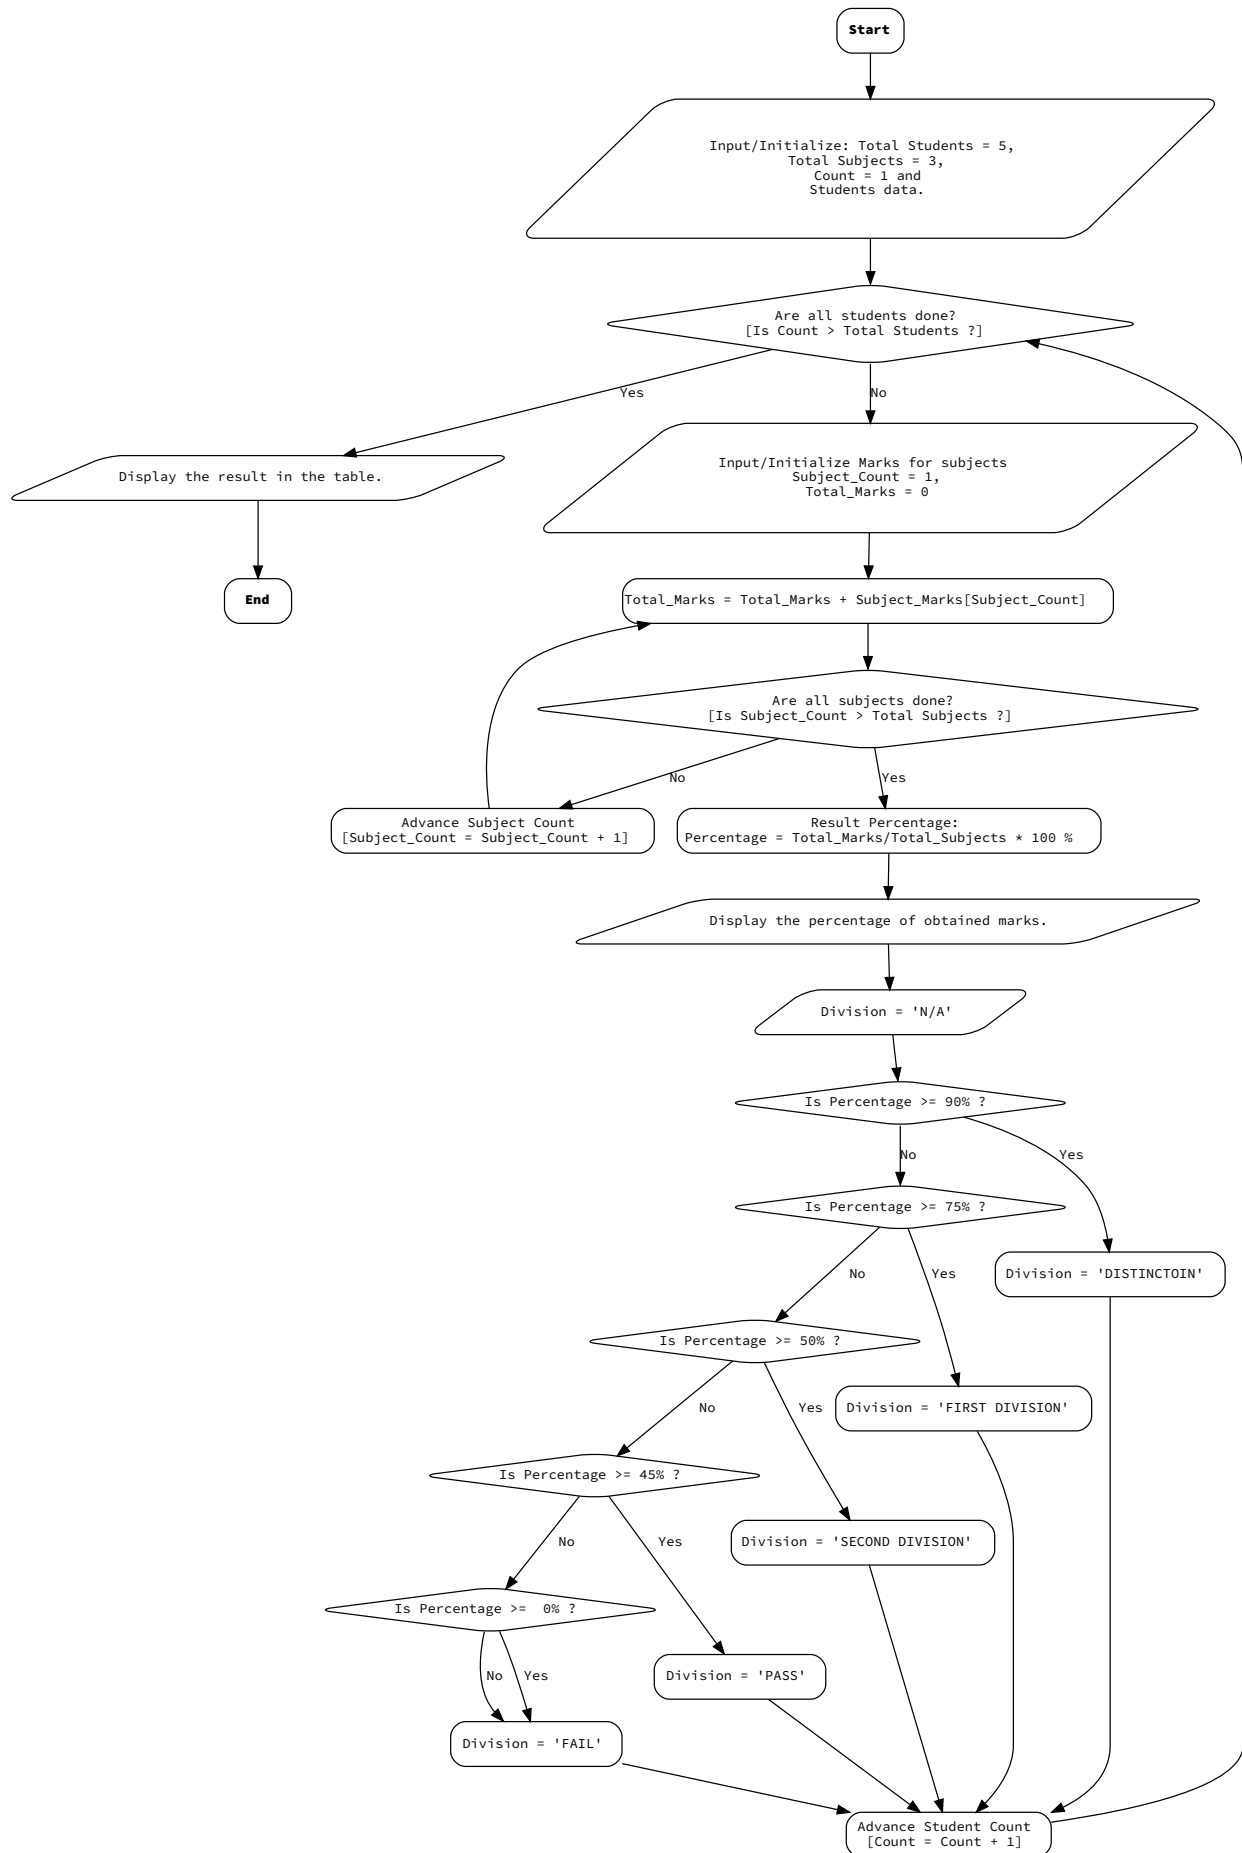 Start
Input/Initialize: Total Students = 5,
Total Subjects = 3,
Count = 1 and
Students data.
Are all students done?
[Is Count > Total Students ?]
Yes
No
Display the result in the table.
Input/Initialize Marks for subjects
Subject_Count = 1,
Total_Marks = 0
End
Total_Marks = Total_Marks + Subject_Marks[Subject_Count]
Are all subjects done?
[Is Subject_Count > Total Subjects ?]
No
Yes
Advance Subject Count
[Subject_Count = Subject_Count + 1]
Result Percentage:
Percentage = Total_Marks/Total_Subjects * 100 %
Display the percentage of obtained marks.
Division = 'N/A'
Is Percentage >= 90% ?
No
Yes
Is Percentage >= 75% ?
No
Yes
Division = 'DISTINCTOIN'
Is Percentage >= 50% ?
No
Yes
Division = 'FIRST DIVISION'
Is Percentage >= 45% ?
No
Yes
Division = 'SECOND DIVISION'
Is Percentage >=  0% ?
No
Yes
Division = 'PASS'
Division = 'FAIL'
Advance Student Count
[Count = Count + 1]